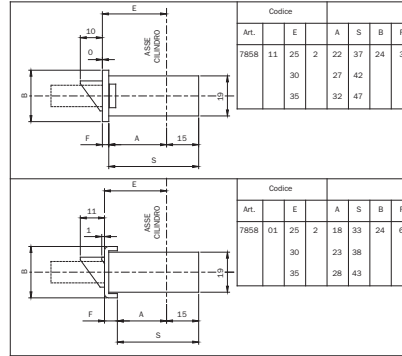 E
10
0
ASSE
CILINDRO
B
19
F A 15
S
Codice
Art. E A S B F
7858 11 25 2 22 37 24 3
30 27 42
35 32 47
E
11
1
ASSE
CILINDRO
B
19
F A 15
S
Codice
Art. E A S B F
7858 01 25 2 18 33 24 6
30 23 38
35 28 43